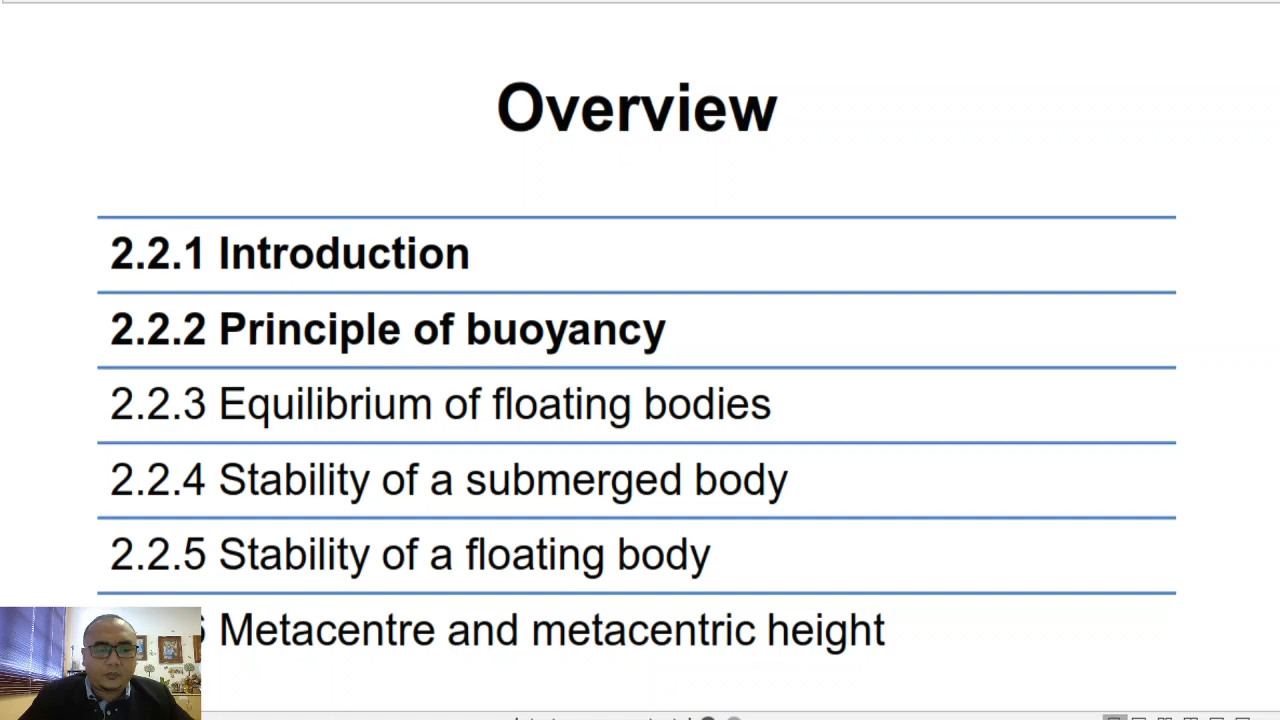 Overview
2.2.1 Introduction
2.2.2 Principle of buoyancy
2.2.3 Equilibrium of floating bodies
2.2.4 Stability of a submerged body
2.2.5 Stability of a floating body
Metacentre and metacentric height